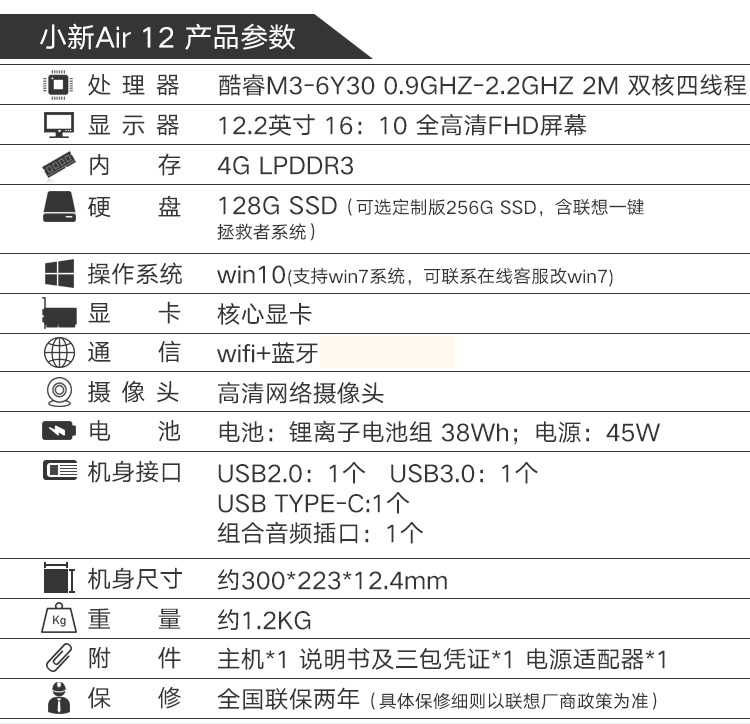 小新Air 12 产品参数
处理器 酷睿M3-6Y30 0.9GHZ-2.2GHZ 2M 双核四线程
显示器 12.2英寸 16：10 全高清FHD屏幕
内存 4G LPDDR3
硬盘 128G SSD（可选定制版256G SSD，含联想一键
拯救者系统）
操作系统 win10(支持win7系统，可联系在线客服改win7)
显卡 核心显卡
通信 wifi+蓝牙
摄像头 高清网络摄像头
电池 电池：锂离子电池组 38Wh；电源：45W
机身接口 USB2.0：1个 USB3.0：1个
USB TYPE-C:1个
组合音频插口：1个
机身尺寸 约300*223*12.4mm
Kg 重量 约1.2KG
附件 主机*1 说明书及三包凭证*1 电源适配器*1
保修 全国联保两年（具体保修细则以联想厂商政策为准）